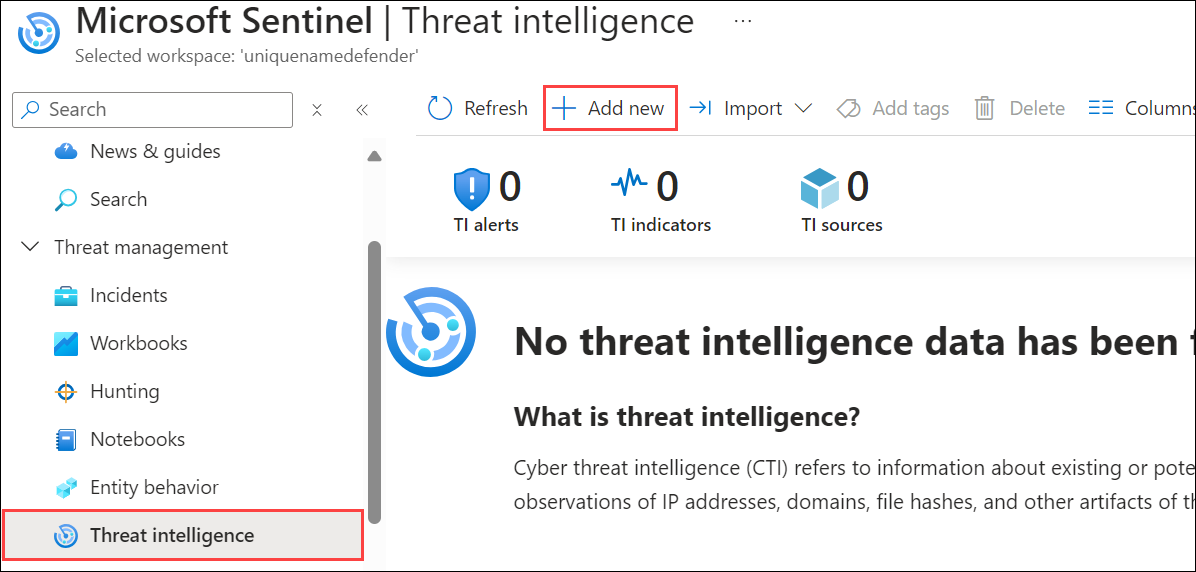 Microsoft Sentinel | Threat intelligence ...
Selected workspace: 'uniquenamedefender'
Search
Refresh
Add new
Import
Add tags
Delete
Columns
News & guides
Search
Threat management
Incidents
Workbooks
Hunting
Notebooks
Entity behavior
Threat intelligence
0
TI alerts
0
TI indicators
0
TI sources
No threat intelligence data has been
What is threat intelligence?
Cyber threat intelligence (CTI) refers to information about existing or pote
observations of IP addresses, domains, file hashes, and other artifacts of th